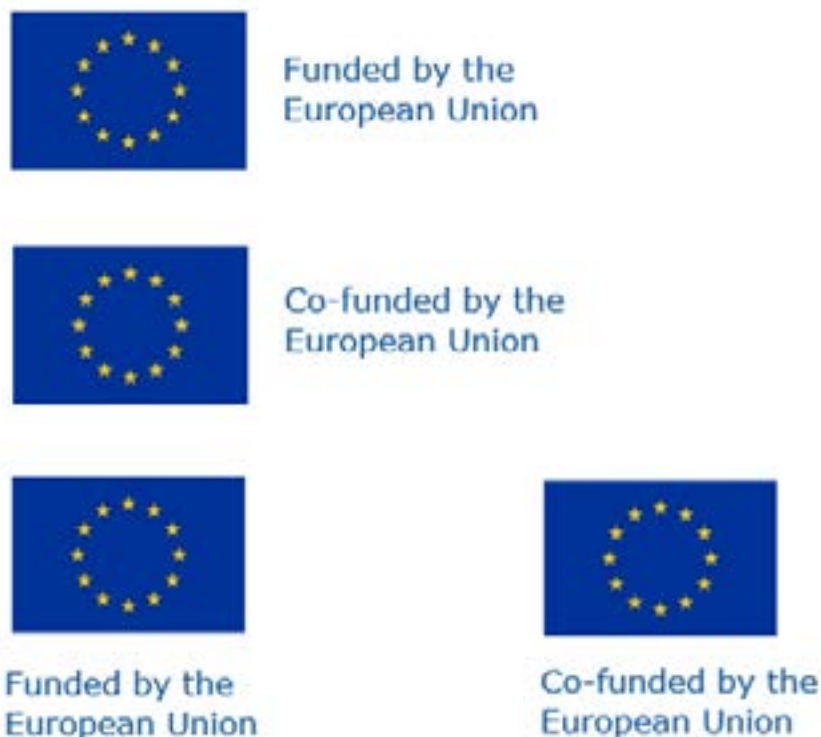 Funded by the
European Union
Co-funded by the
European Union
Funded by the
European Union
Co-funded by the
European Union